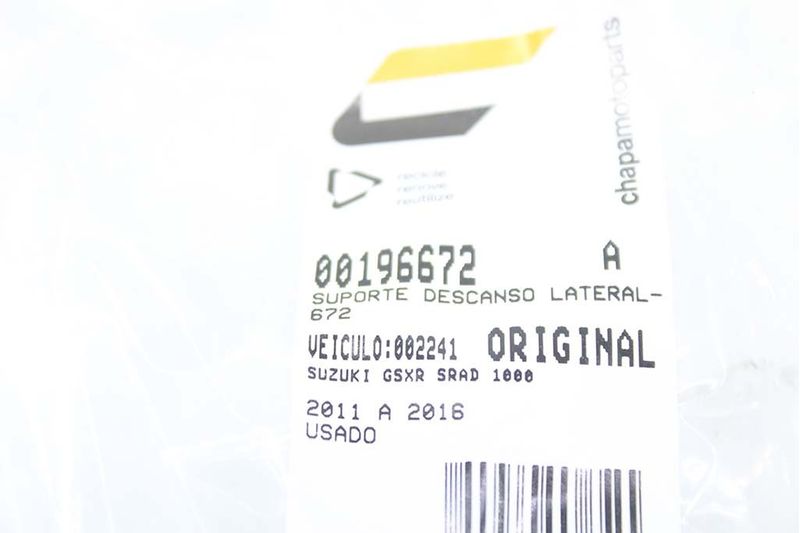 chapamotoparts
recicle
renove
reutilize
00196672 A
SUPORTE DESCANSO LATERAL-
672
VEICULO:002241 ORIGINAL
SUZUKI GSXR SRAD 1000
2011 A 2016
USADO